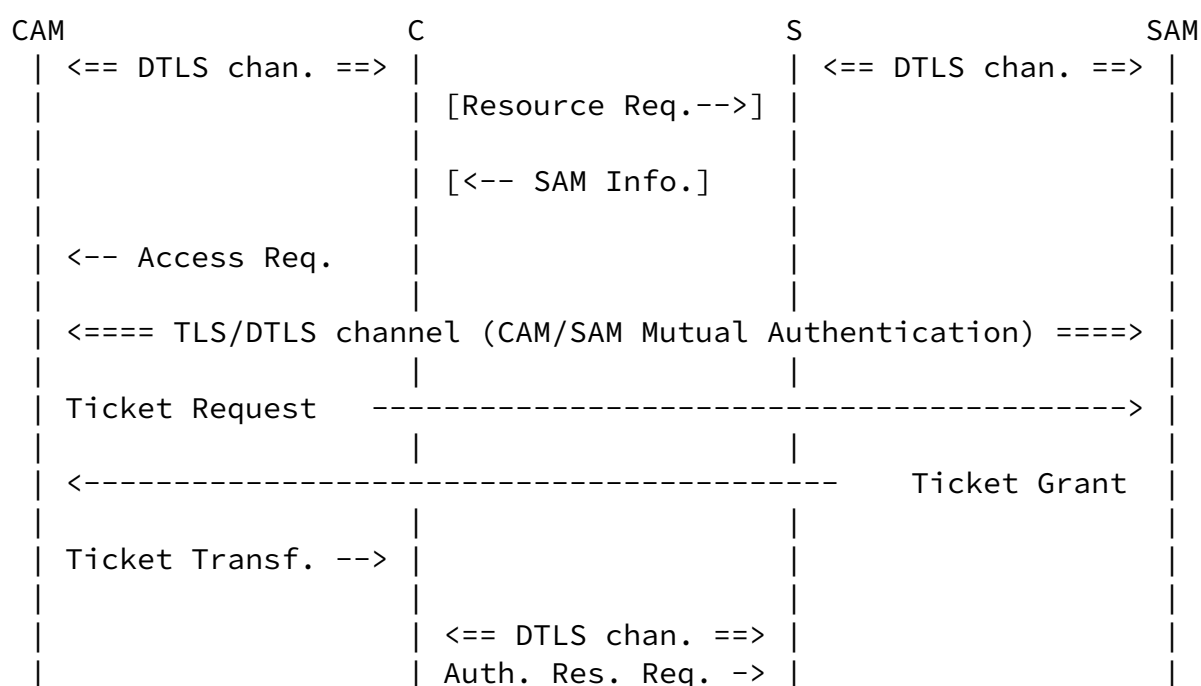 CAM C S SAM
<== DTLS chan. ==> <== DTLS chan. ==>
[Resource Req.-->]
[<-- SAM Info.]
<-- Access Req.
<==== TLS/DTLS channel (CAM/SAM Mutual Authentication) ====>
Ticket Request ------------------------------------------>
<------------------------------------------ Ticket Grant
Ticket Transf. -->
<== DTLS chan. ==>
Auth. Res. Req. ->